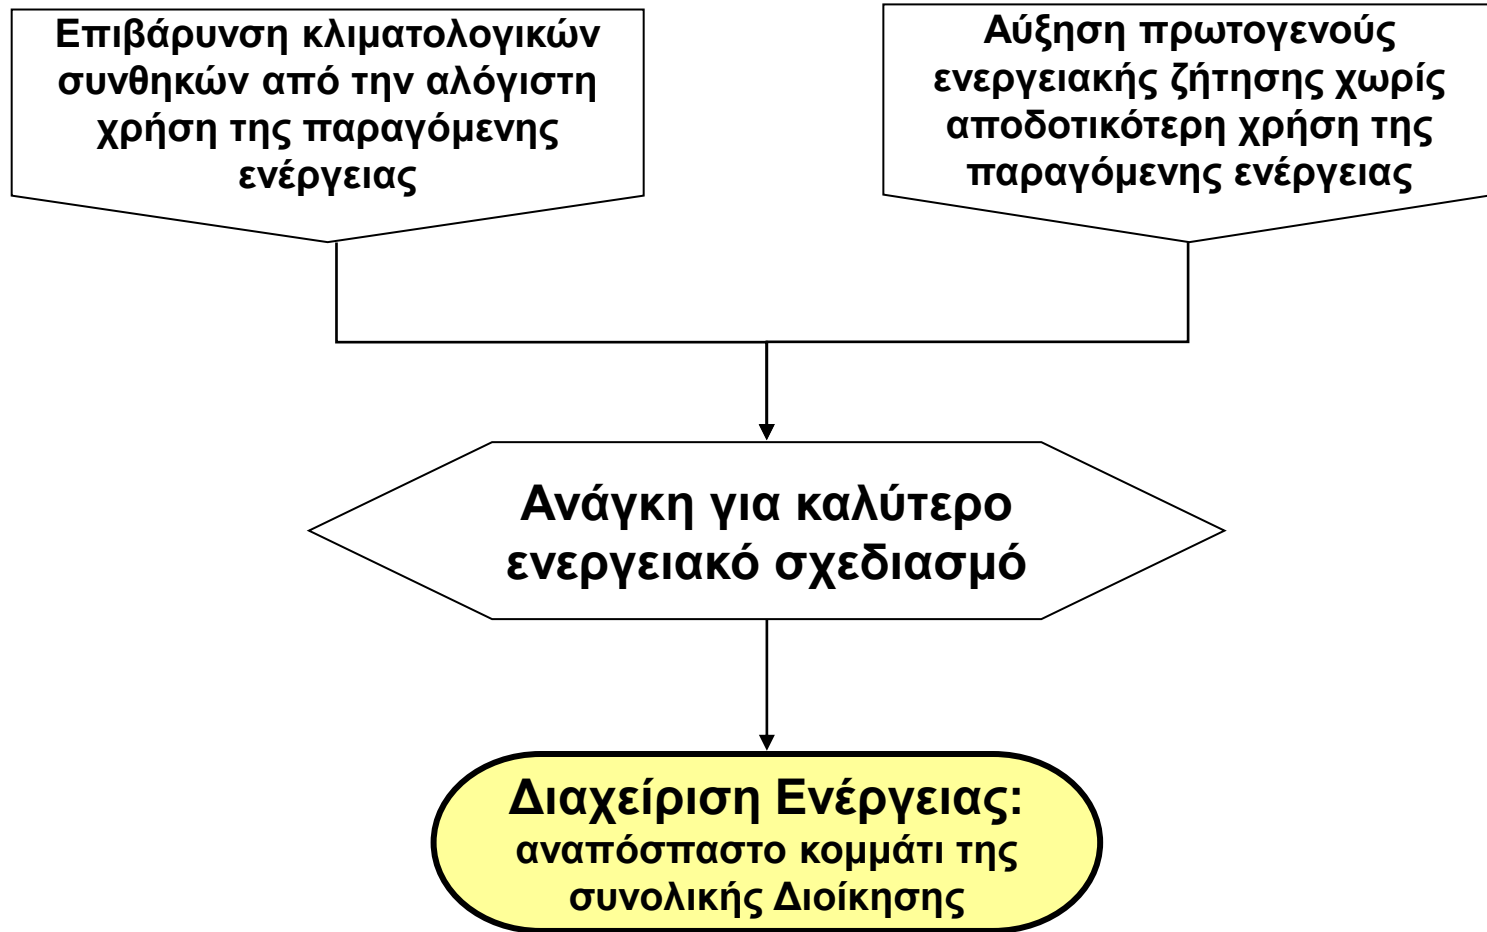 Επιβάρυνση κλιματολογικών
συνθηκών από την αλόγιστη
χρήση της παραγόμενης
ενέργειας
Αύξηση πρωτογενούς
ενεργειακής ζήτησης χωρίς
αποδοτικότερη χρήση της
παραγόμενης ενέργειας
Ανάγκη για καλύτερο
ενεργειακό σχεδιασμό
Διαχείριση Ενέργειας:
αναπόσπαστο κομμάτι της
συνολικής Διοίκησης